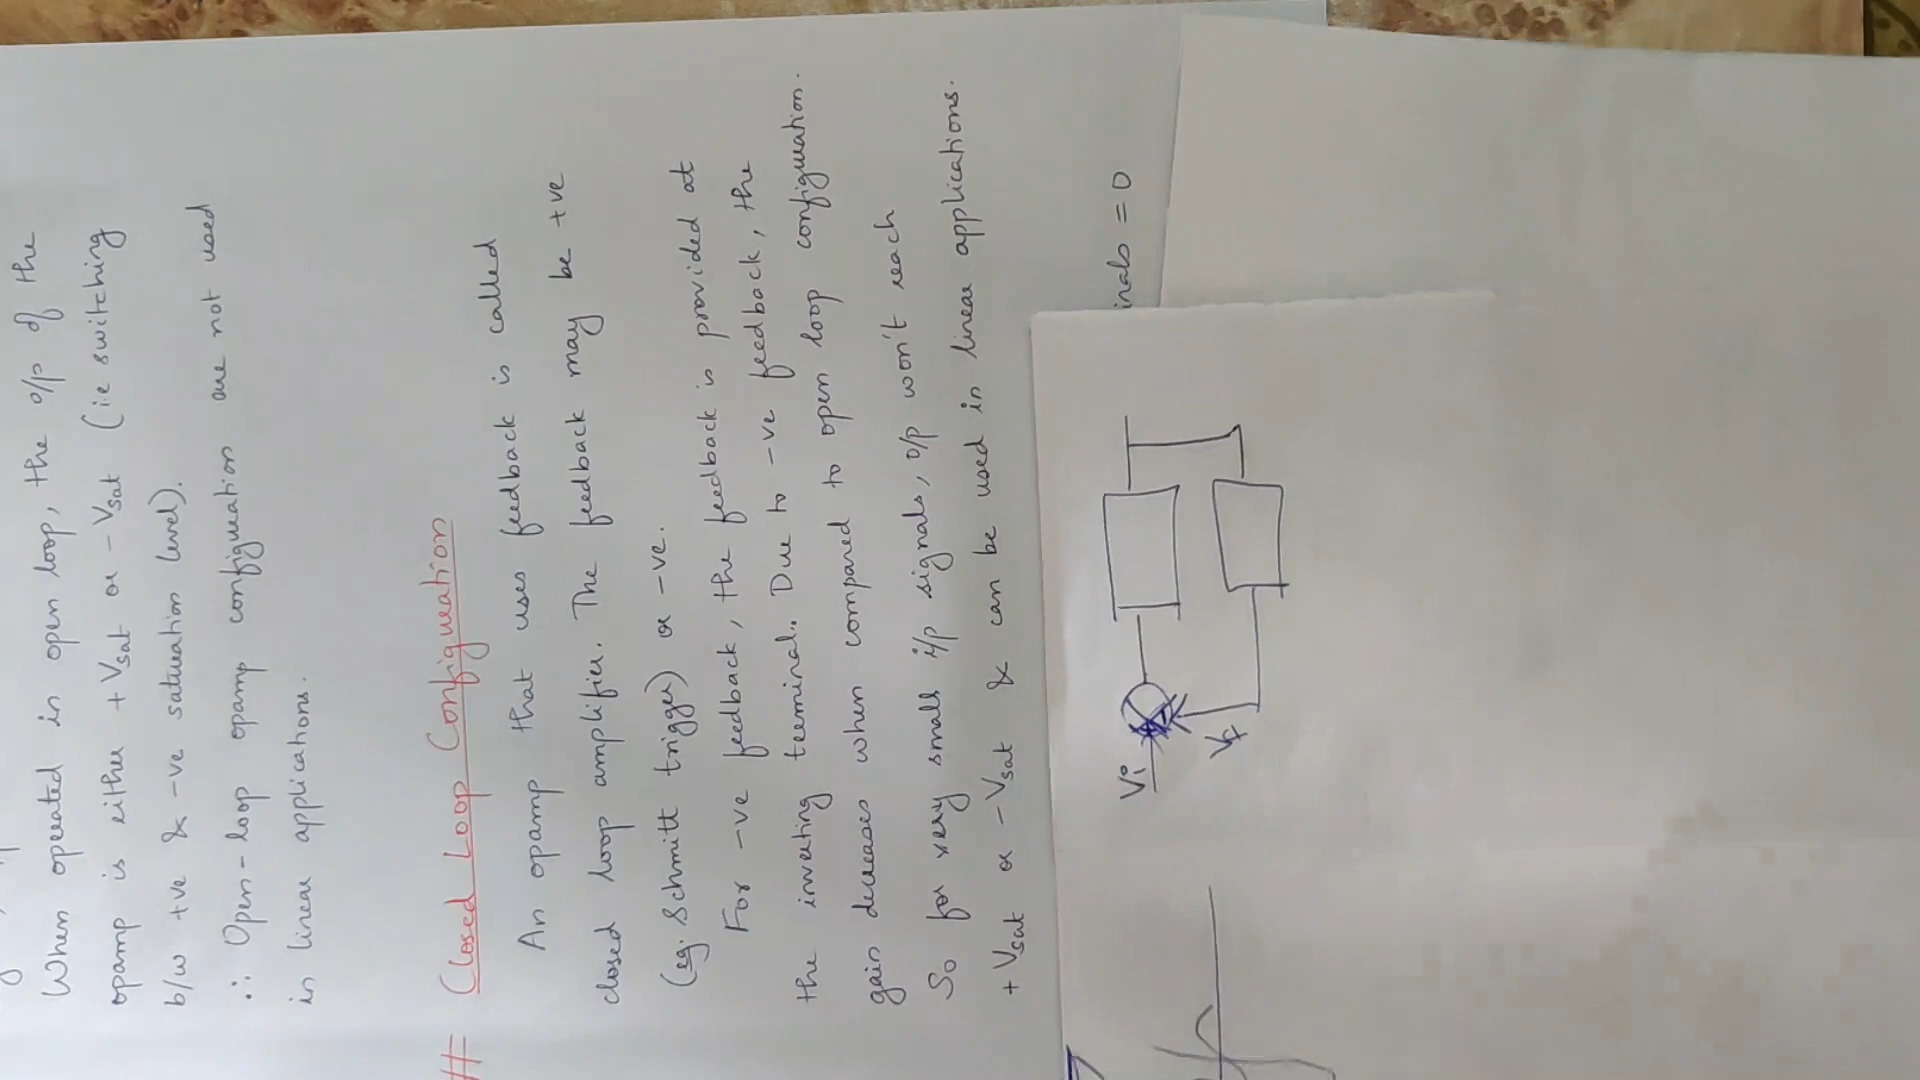 When operated in open loop, the o/p of the
opamp is either + Vsat or - Vsat (ie switching
b/w +ve & -ve saturation level).
∴ Open-loop opamp configuration are not used
in linear applications.
# Closed Loop Configuration
An opamp that uses feedback is called
closed loop amplifier. The feedback may be +ve
(eg. Schmitt trigger) or -ve.
For -ve feedback, the feedback is provided at
the inverting terminal. Due to -ve feedback, the
gain decreases when compared to open loop configuration.
So for very small i/p signals, o/p won't reach
+ Vsat or - Vsat & can be used in linear applications.
inals = 0
Vi
Vf